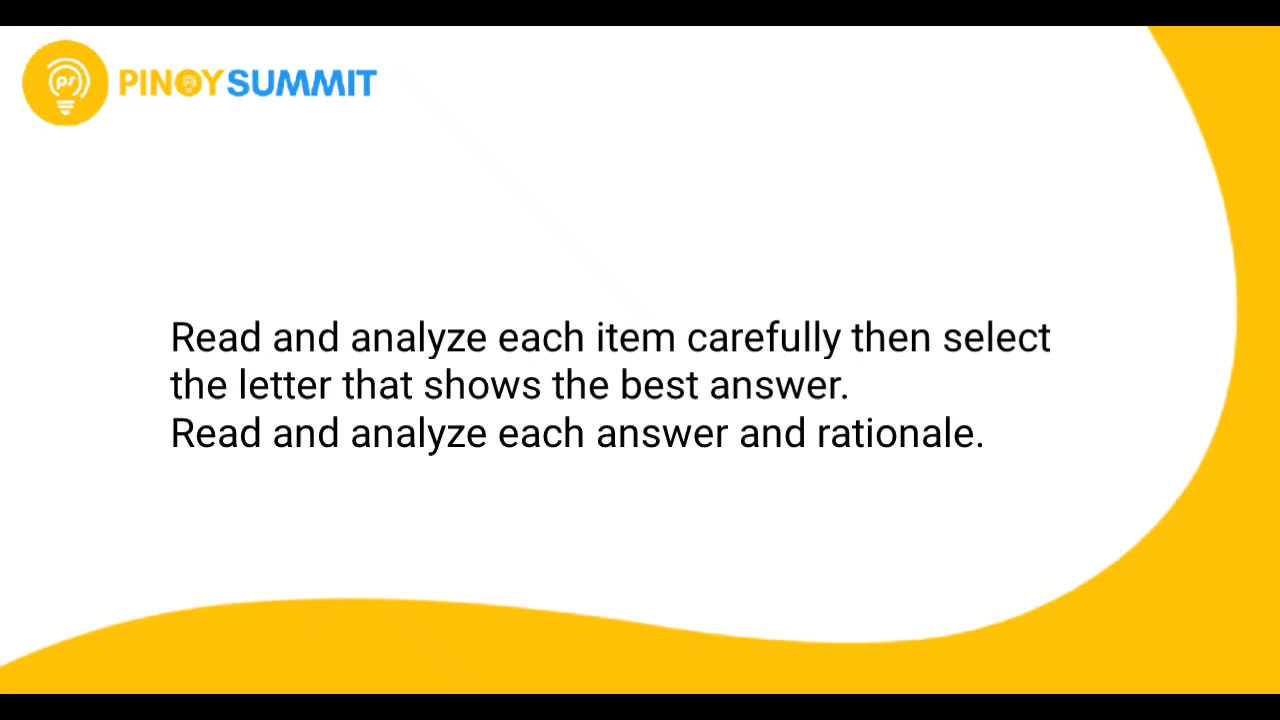 PINOYSUMMIT
Read and analyze each item carefully then select
the letter that shows the best answer.
Read and analyze each answer and rationale.